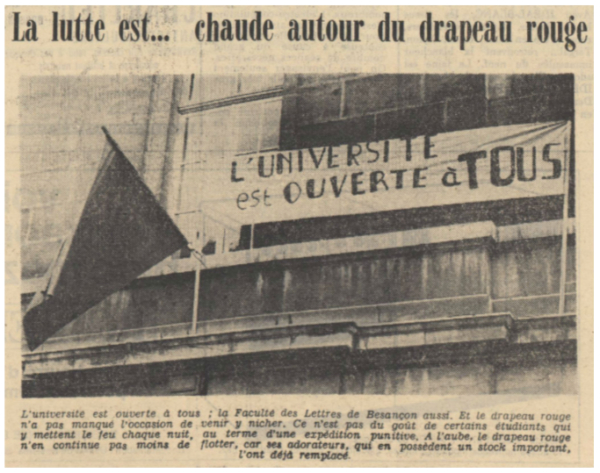 La lutte est... chaude autour du drapeau rouge
L'UNIVERSITE
est OUVERTE à TOUS
L'université est ouverte à tous ; la Faculté des Lettres de Besançon aussi. Et le drapeau rouge
n'a pas manqué l'occasion de venir y nicher. Ce n'est pas du goût de certains étudiants qui
y mettent le feu chaque nuit, au terme d'une expédition punitive. A l'aube, le drapeau rouge
n'en continue pas moins de flotter, car ses adorateurs, qui en possèdent un stock important,
l'ont déjà remplacé.